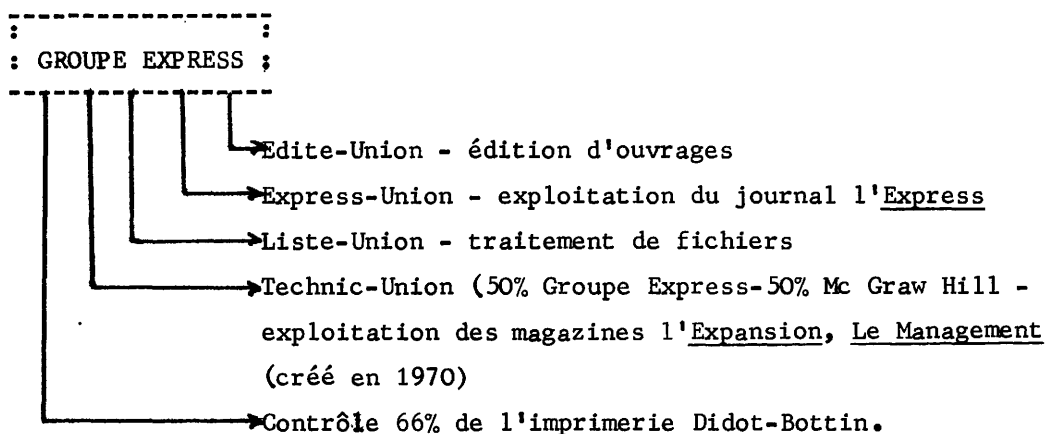 GROUPE EXPRESS
Edite-Union - édition d'ouvrages
Express-Union - exploitation du journal l'Express
Liste-Union - traitement de fichiers
Technic-Union (50% Groupe Express-50% Mc Graw Hill -
exploitation des magazines l'Expansion, Le Management
(créé en 1970)
Contrôle 66% de l'imprimerie Didot-Bottin.